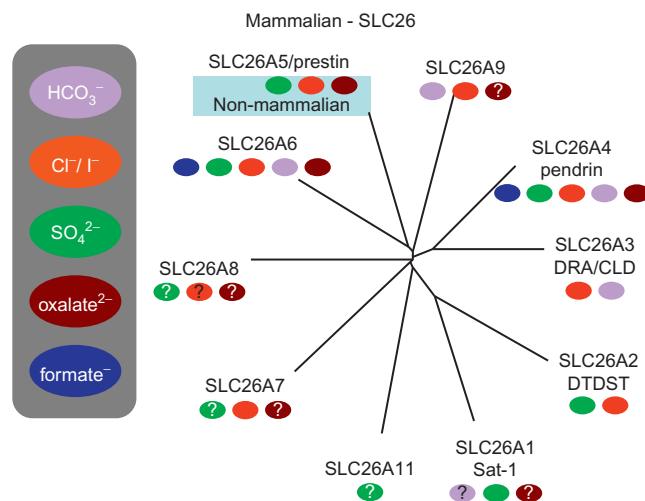 Mammalian - SLC26
HCO₃⁻
Cl⁻/ I⁻
SO₄²⁻
oxalate²⁻
formate⁻
SLC26A5/prestin
Non-mammalian
SLC26A9
?
SLC26A6
SLC26A4
pendrin
SLC26A3
DRA/CLD
SLC26A8
? ? ?
SLC26A2
DTDST
SLC26A7
? ?
SLC26A11
?
SLC26A1
Sat-1
? ?